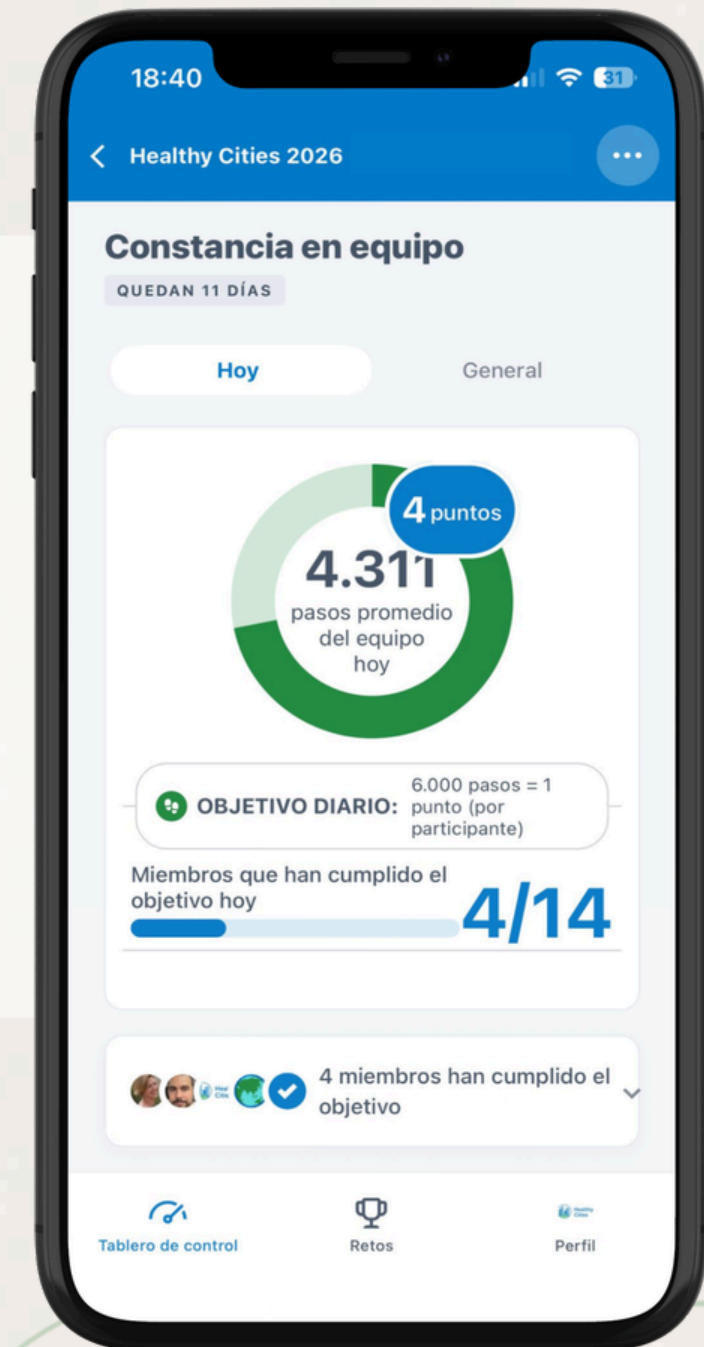 18:40
31
Healthy Cities 2026
Constancia en equipo
QUEDAN 11 DÍAS
Hoy
General
4 puntos
4.311
pasos promedio
del equipo
hoy
OBJETIVO DIARIO:
6.000 pasos = 1
punto (por
participante)
Miembros que han cumplido el
objetivo hoy
4/14
4 miembros han cumplido el
objetivo
Tablero de control
Retos
Perfil